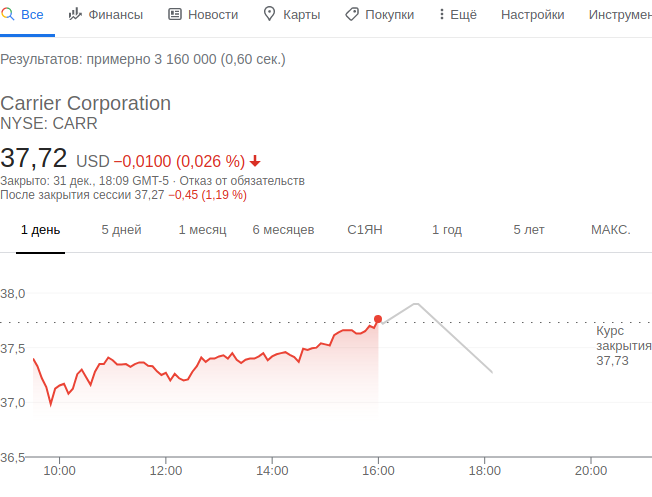 Все Финансы Новости Карты Покупки Ещё Настройки Инструмен
Результатов: примерно 3 160 000 (0,60 сек.)
Carrier Corporation
NYSE: CARR
37,72 USD −0,0100 (0,026 %)
Закрыто: 31 дек., 18:09 GMT-5 · Отказ от обязательств
После закрытия сессии 37,27 −0,45 (1,19 %)
1 день 5 дней 1 месяц 6 месяцев С1ЯН 1 год 5 лет МАКС.
38,0
Курс
закрытия
37,73
37,5
37,0
36,5
10:00 12:00 14:00 16:00 18:00 20:00